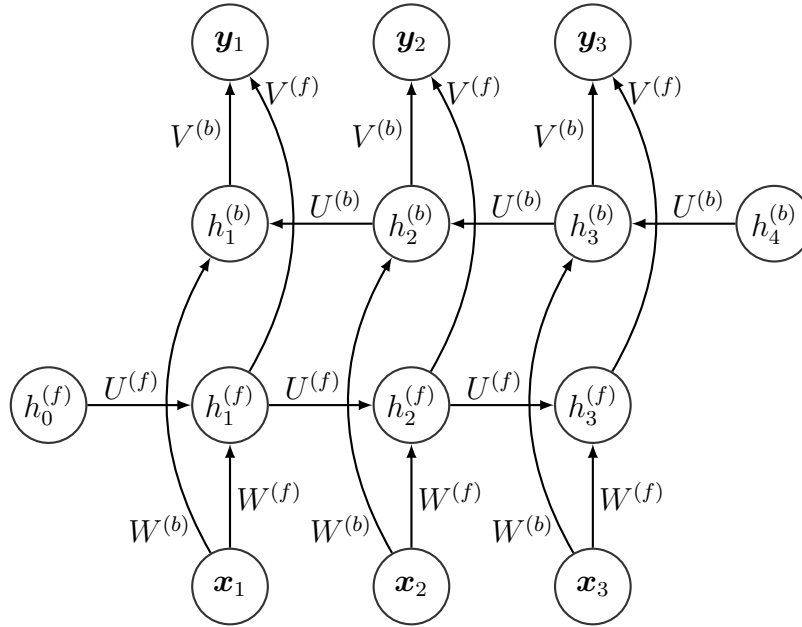 y₁ y₂ y₃
V⁽ᶠ⁾ V⁽ᶠ⁾ V⁽ᶠ⁾
V⁽ᵇ⁾ V⁽ᵇ⁾ V⁽ᵇ⁾
U⁽ᵇ⁾ U⁽ᵇ⁾ U⁽ᵇ⁾
h₁⁽ᵇ⁾ h₂⁽ᵇ⁾ h₃⁽ᵇ⁾ h₄⁽ᵇ⁾
U⁽ᶠ⁾ U⁽ᶠ⁾ U⁽ᶠ⁾
h₀⁽ᶠ⁾ h₁⁽ᶠ⁾ h₂⁽ᶠ⁾ h₃⁽ᶠ⁾
W⁽ᶠ⁾ W⁽ᶠ⁾ W⁽ᶠ⁾
W⁽ᵇ⁾ W⁽ᵇ⁾ W⁽ᵇ⁾
x₁ x₂ x₃